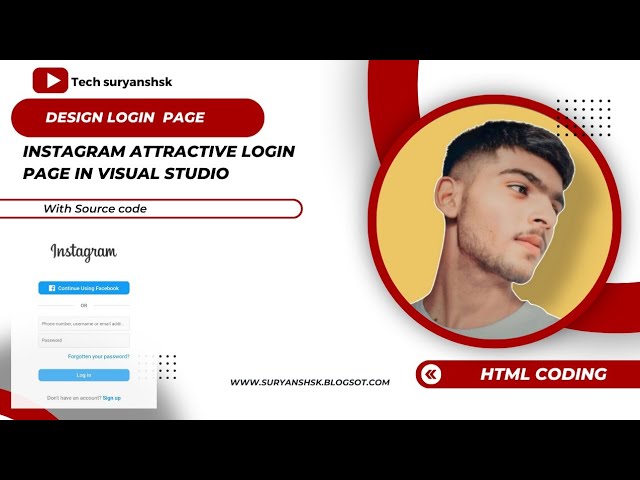 Tech suryanshsk
DESIGN LOGIN PAGE
INSTAGRAM ATTRACTIVE LOGIN
PAGE IN VISUAL STUDIO
With Source code
Instagram
Continue Using Facebook
OR
Phone number, username or email addr...
Password
Forgotten your password?
Log In
Don't have an account? Sign up
WWW.SURYANSHSK.BLOGSOT.COM
HTML CODING